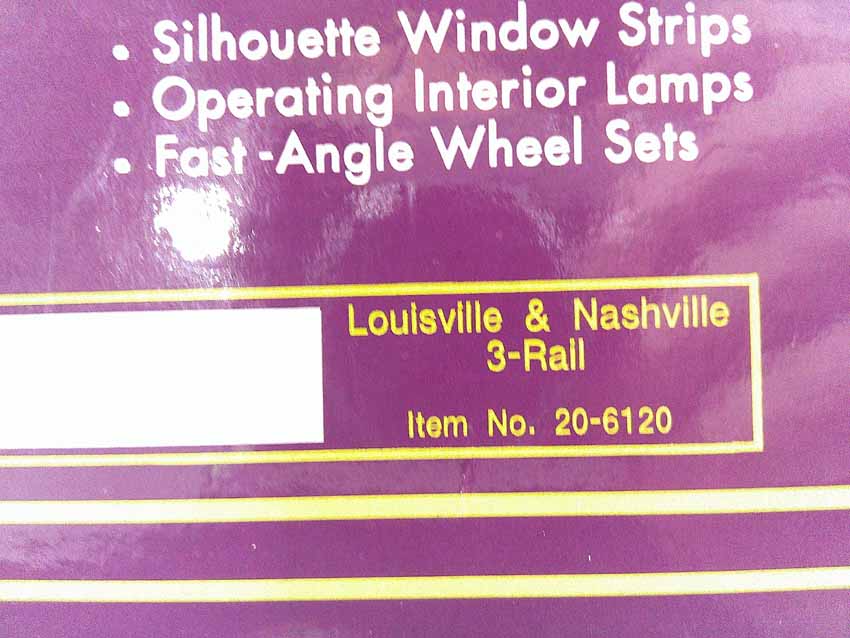 • Silhouette Window Strips
• Operating Interior Lamps
• Fast-Angle Wheel Sets
Louisville & Nashville
3-Rail
Item No. 20-6120